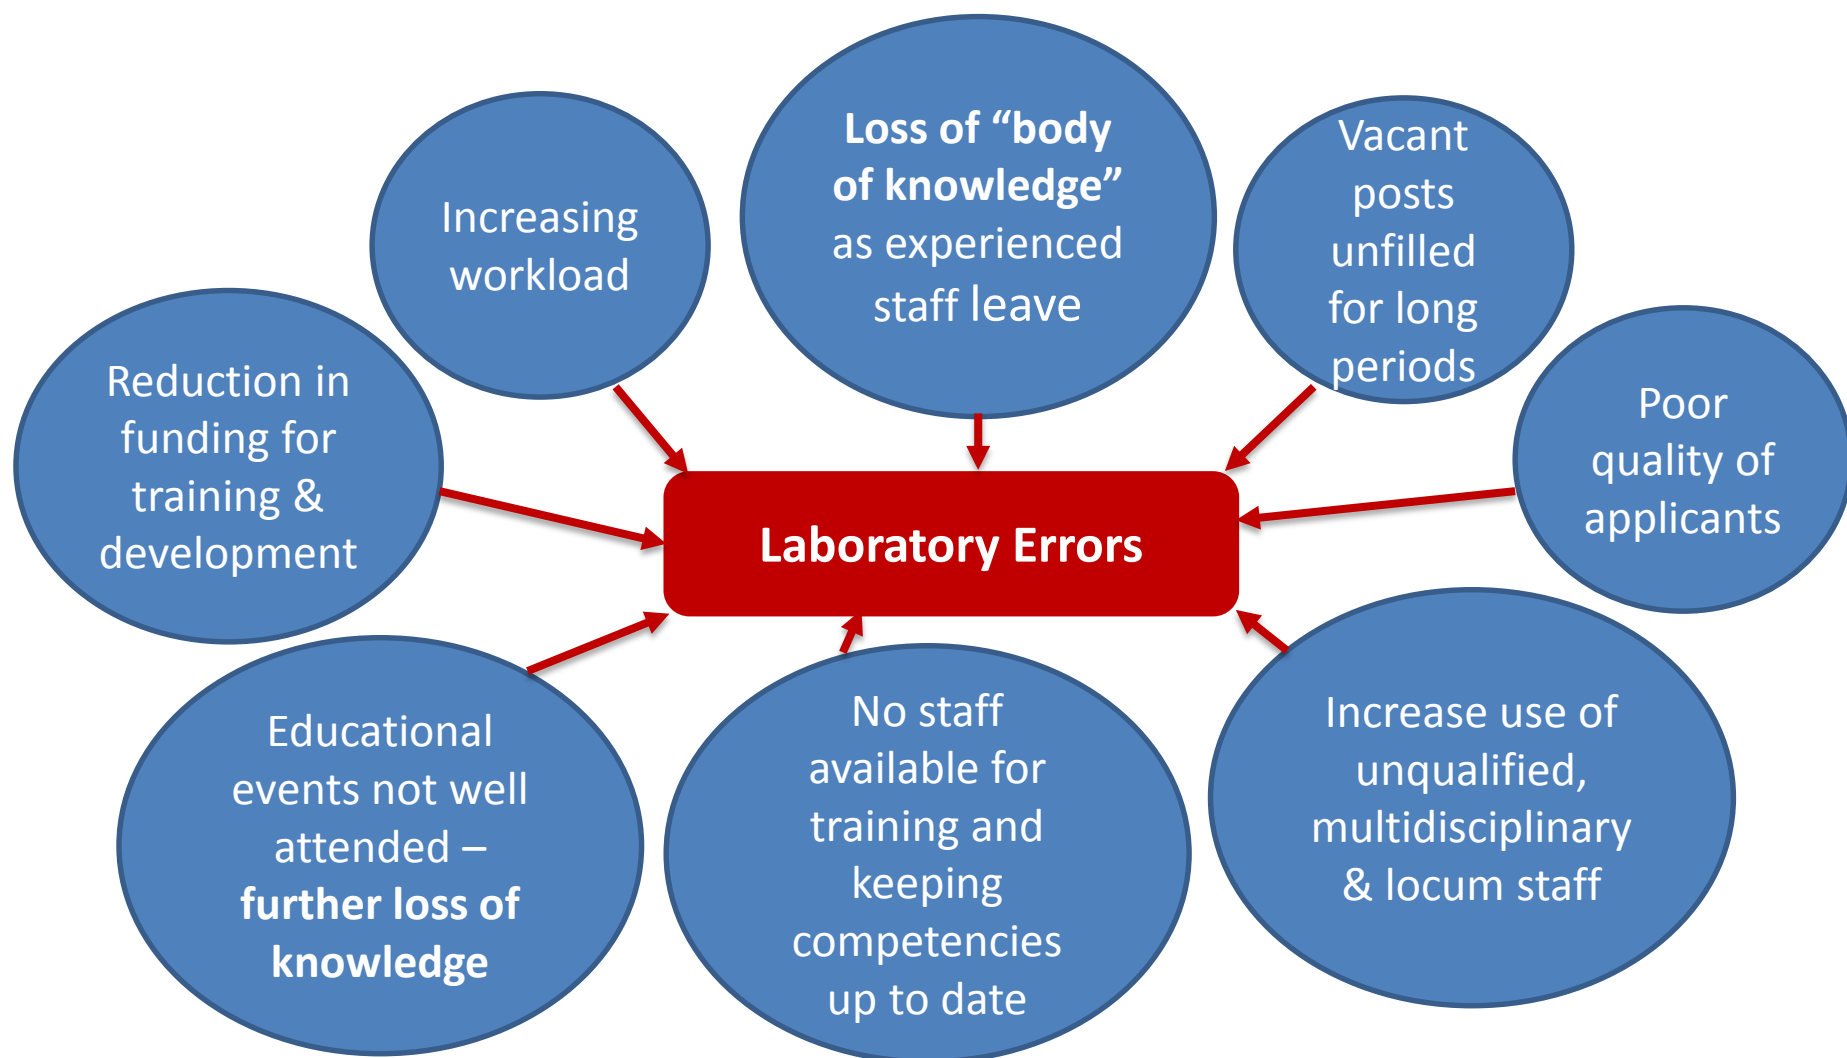 Loss of “body
of knowledge”
as experienced
staff leave
Vacant
posts
unfilled
for long
periods
Increasing
workload
Reduction in
funding for
training &
development
Poor
quality of
applicants
Laboratory Errors
Educational
events not well
attended –
further loss of
knowledge
No staff
available for
training and
keeping
competencies
up to date
Increase use of
unqualified,
multidisciplinary
& locum staff